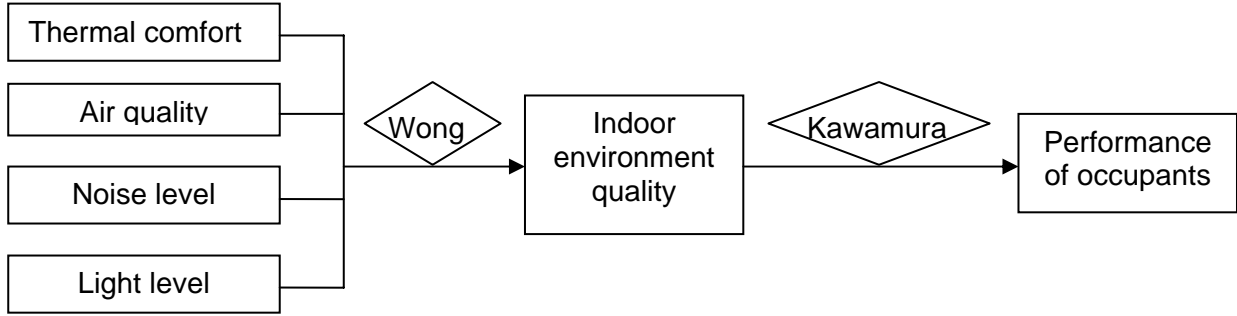 Thermal comfort
Air quality
Noise level
Light level
Wong
Indoor
environment
quality
Kawamura
Performance
of occupants